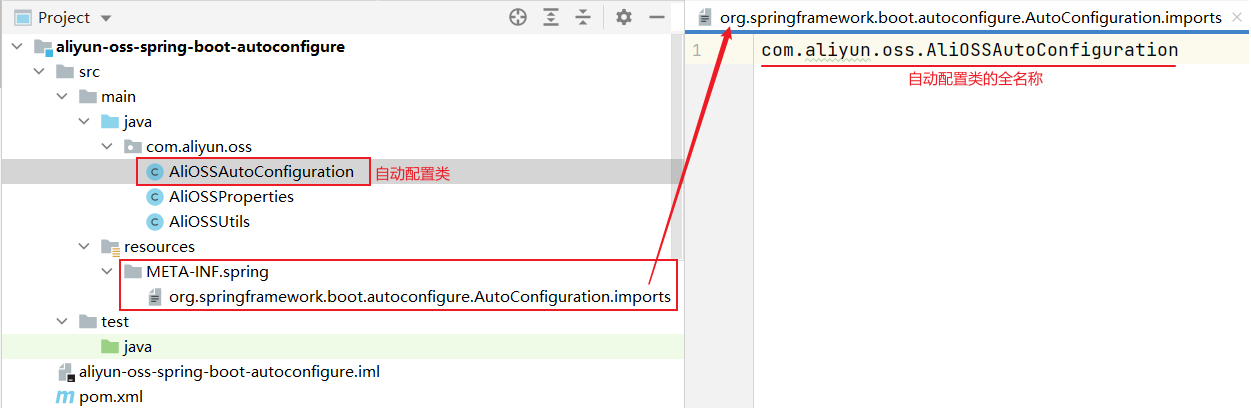 Project
aliyun-oss-spring-boot-autoconfigure
src
main
java
com.aliyun.oss
AliOSSAutoConfiguration 自动配置类
AliOSSProperties
AliOSSUtils
resources
META-INF.spring
org.springframework.boot.autoconfigure.AutoConfiguration.imports
test
java
aliyun-oss-spring-boot-autoconfigure.iml
pom.xml
org.springframework.boot.autoconfigure.AutoConfiguration.imports
1 com.aliyun.oss.AliOSSAutoConfiguration
自动配置类的全名称